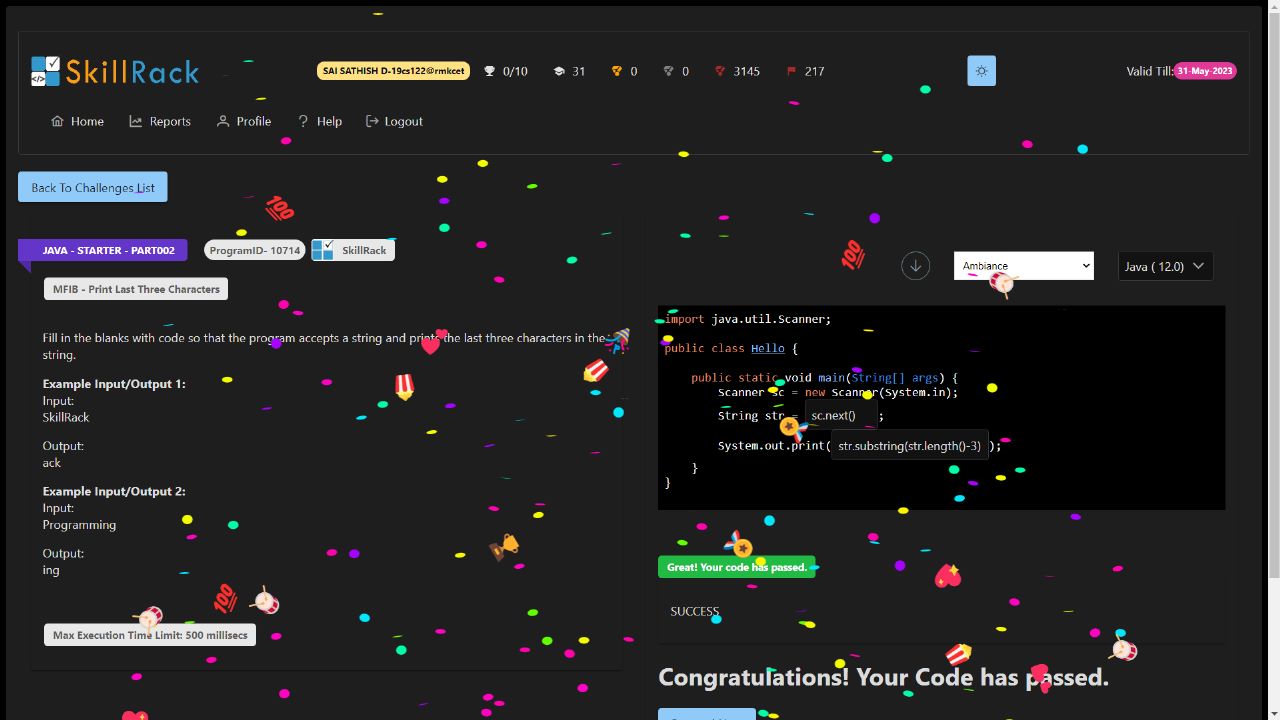 SkillRack
SAI SATHISH D-19cs122@rmkcet
0/10
31
0
0
3145
217
Valid Till: 31-May-2023
Home
Reports
Profile
Help
Logout
Back To Challenges List
JAVA - STARTER - PART002
ProgramID- 10714
SkillRack
MFIB - Print Last Three Characters
Fill in the blanks with code so that the program accepts a string and prints the last three characters in the
string.
Example Input/Output 1:
Input:
SkillRack
Output:
ack
Example Input/Output 2:
Input:
Programming
Output:
ing
Max Execution Time Limit: 500 millisecs
Ambiance
Java ( 12.0)
import java.util.Scanner;
public class Hello {
public static void main(String[] args) {
Scanner sc = new Scanner(System.in);
String str = sc.next() ;
System.out.print( str.substring(str.length()-3) );
}
}
Great! Your code has passed.
SUCCESS
Congratulations! Your Code has passed.